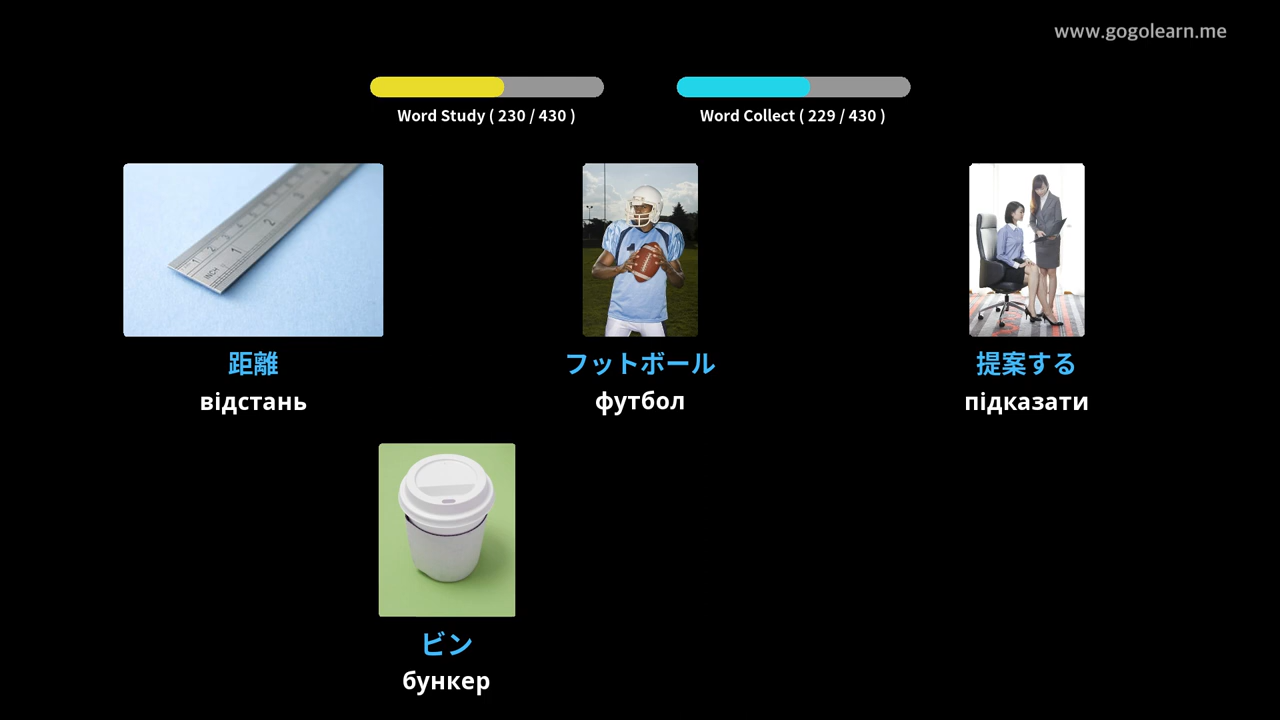 www.gogolearn.me
Word Study ( 230 / 430 )
Word Collect ( 229 / 430 )
距離
відстань
フットボール
футбол
提案する
підказати
ビン
бункер